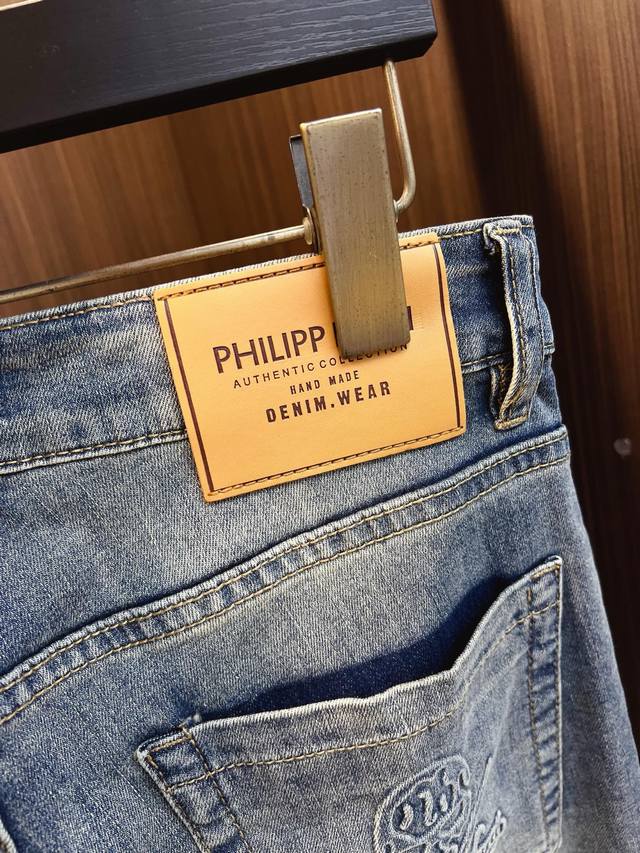 PHILIPP
AUTHENTIC COLLECTION
HAND MADE
DENIM.WEAR